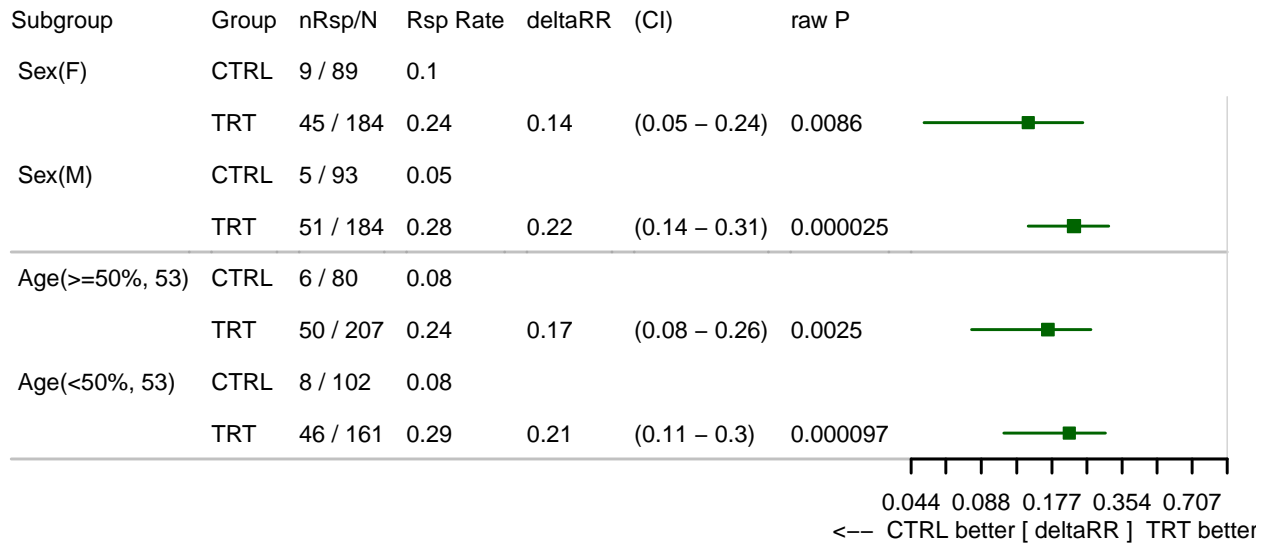 Subgroup Group nRsp/N Rsp Rate deltaRR (CI) raw P
Sex(F) CTRL 9 / 89 0.1
TRT 45 / 184 0.24 0.14 (0.05 − 0.24) 0.0086
Sex(M) CTRL 5 / 93 0.05
TRT 51 / 184 0.28 0.22 (0.14 − 0.31) 0.000025
Age(>=50%, 53) CTRL 6 / 80 0.08
TRT 50 / 207 0.24 0.17 (0.08 − 0.26) 0.0025
Age(<50%, 53) CTRL 8 / 102 0.08
TRT 46 / 161 0.29 0.21 (0.11 − 0.3) 0.000097
0.044 0.088 0.177 0.354 0.707
<−− CTRL better [ deltaRR ] TRT better